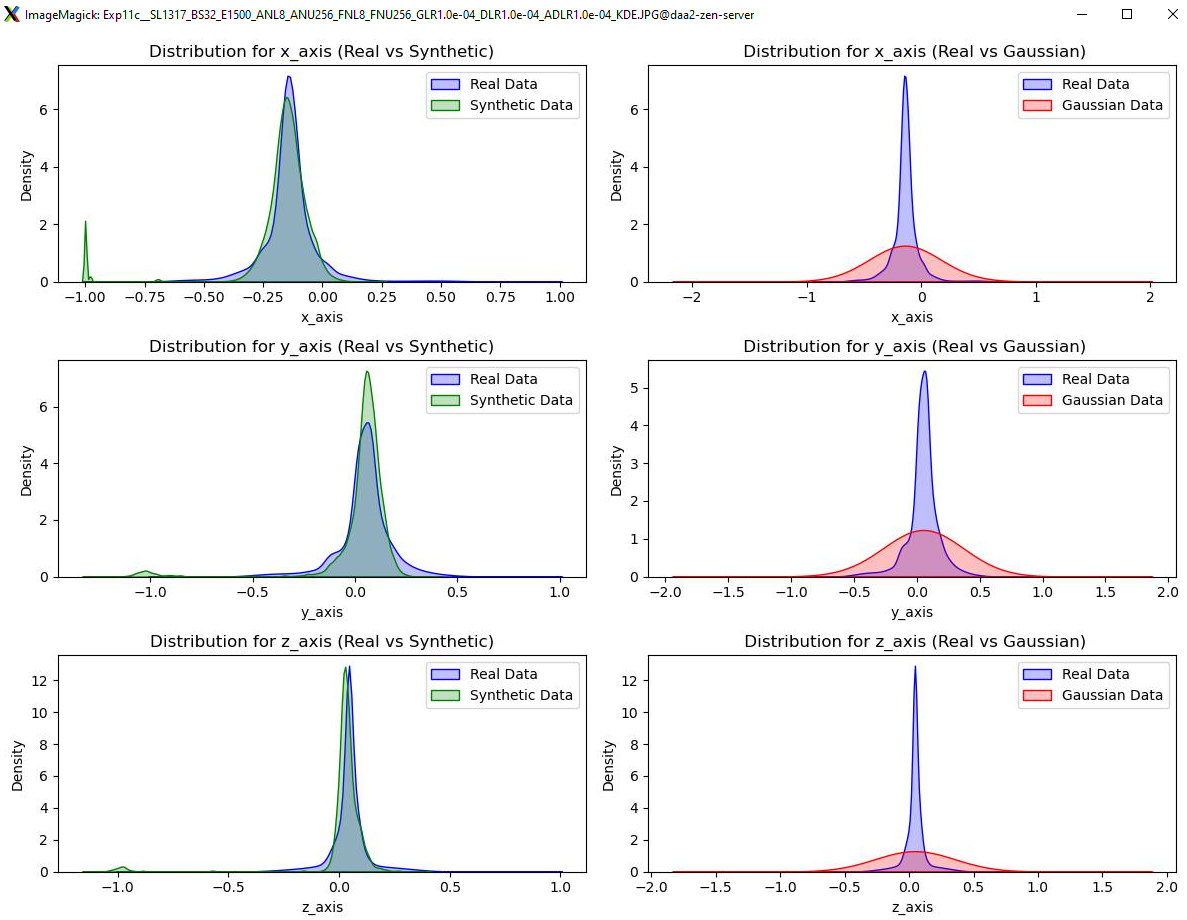 ImageMagick: Exp11c__SL1317_BS32_E1500_ANL8_ANU256_FNL8_FNU256_GLR1.0e-04_DLR1.0e-04_ADLR1.0e-04_KDE.JPG@daa2-zen-server
Distribution for x_axis (Real vs Synthetic)
Real Data
Synthetic Data
Density
6
4
2
0
−1.00 −0.75 −0.50 −0.25 0.00 0.25 0.50 0.75 1.00
x_axis
Distribution for x_axis (Real vs Gaussian)
Real Data
Gaussian Data
Density
6
4
2
0
−2 −1 0 1 2
x_axis
Distribution for y_axis (Real vs Synthetic)
Real Data
Synthetic Data
Density
6
4
2
0
−1.0 −0.5 0.0 0.5 1.0
y_axis
Distribution for y_axis (Real vs Gaussian)
Real Data
Gaussian Data
Density
5
4
3
2
1
0
−2.0 −1.5 −1.0 −0.5 0.0 0.5 1.0 1.5 2.0
y_axis
Distribution for z_axis (Real vs Synthetic)
Real Data
Synthetic Data
Density
12
10
8
6
4
2
0
−1.0 −0.5 0.0 0.5 1.0
z_axis
Distribution for z_axis (Real vs Gaussian)
Real Data
Gaussian Data
Density
12
10
8
6
4
2
0
−2.0 −1.5 −1.0 −0.5 0.0 0.5 1.0 1.5 2.0
z_axis